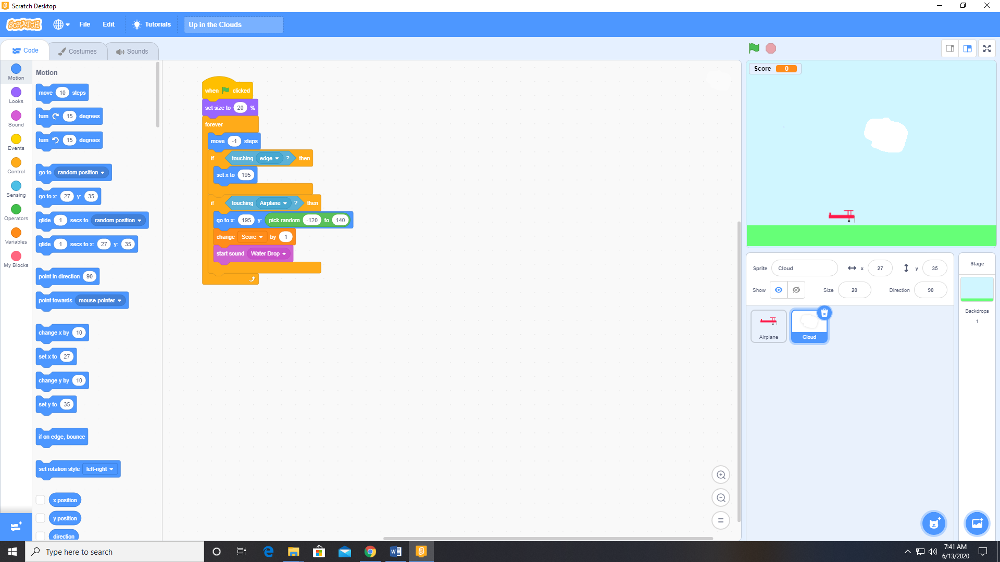 Scratch Desktop
SCRATCH
File
Edit
Tutorials
Up in the Clouds
Code
Costumes
Sounds
Motion
Looks
Sound
Events
Control
Sensing
Operators
Variables
My Blocks
Motion
move 10 steps
turn 15 degrees
turn 15 degrees
go to random position
go to x: 27 y: 35
glide 1 secs to random position
glide 1 secs to x: 27 y: 35
point in direction 90
point towards mouse-pointer
change x by 10
set x to 27
change y by 10
set y to 35
if on edge, bounce
set rotation style left-right
x position
y position
direction
when clicked
set size to 20 %
forever
move -1 steps
if touching edge ? then
set x to 195
if touching Airplane ? then
go to x: 195 y: pick random -120 to 140
change Score by 1
start sound Water Drop
Score 0
Sprite Cloud x 27 y 35
Show Size 20 Direction 90
Airplane
Cloud
Stage
Backdrops
1
Type here to search
7:41 AM
6/13/2020